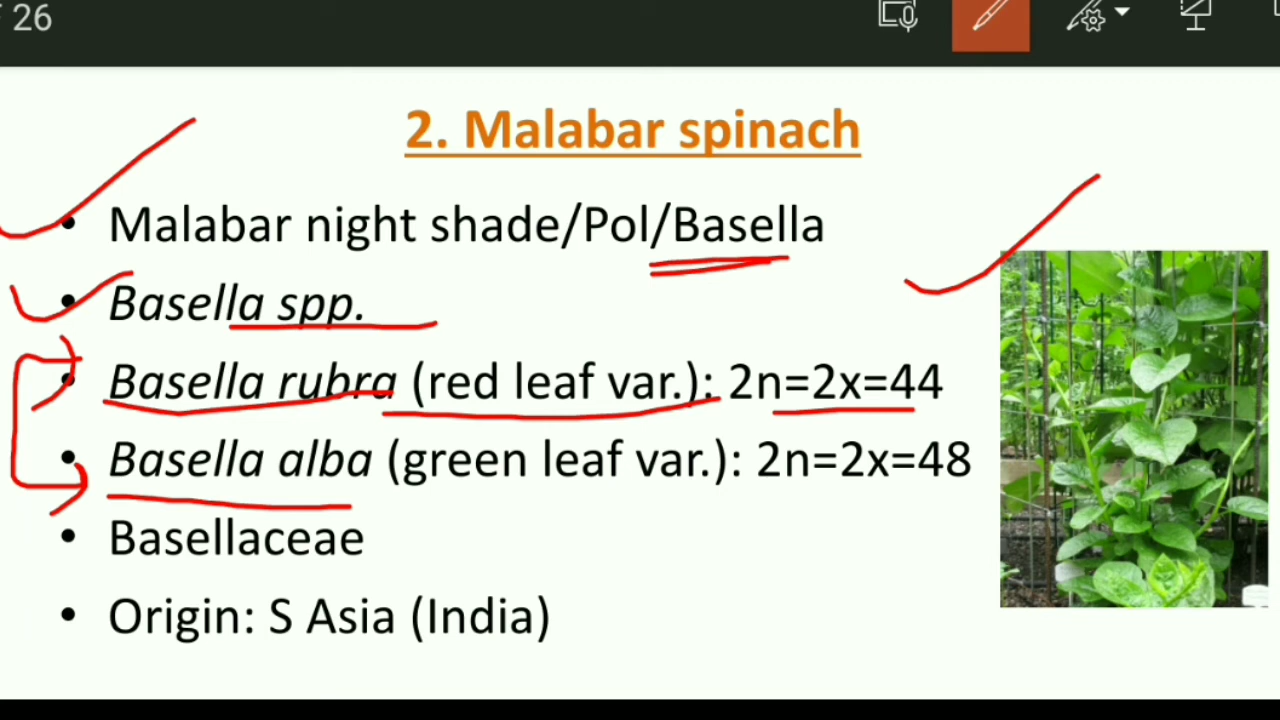 26
2. Malabar spinach
• Malabar night shade/Pol/Basella
• Basella spp.
• Basella rubra (red leaf var.): 2n=2x=44
• Basella alba (green leaf var.): 2n=2x=48
• Basellaceae
• Origin: S Asia (India)